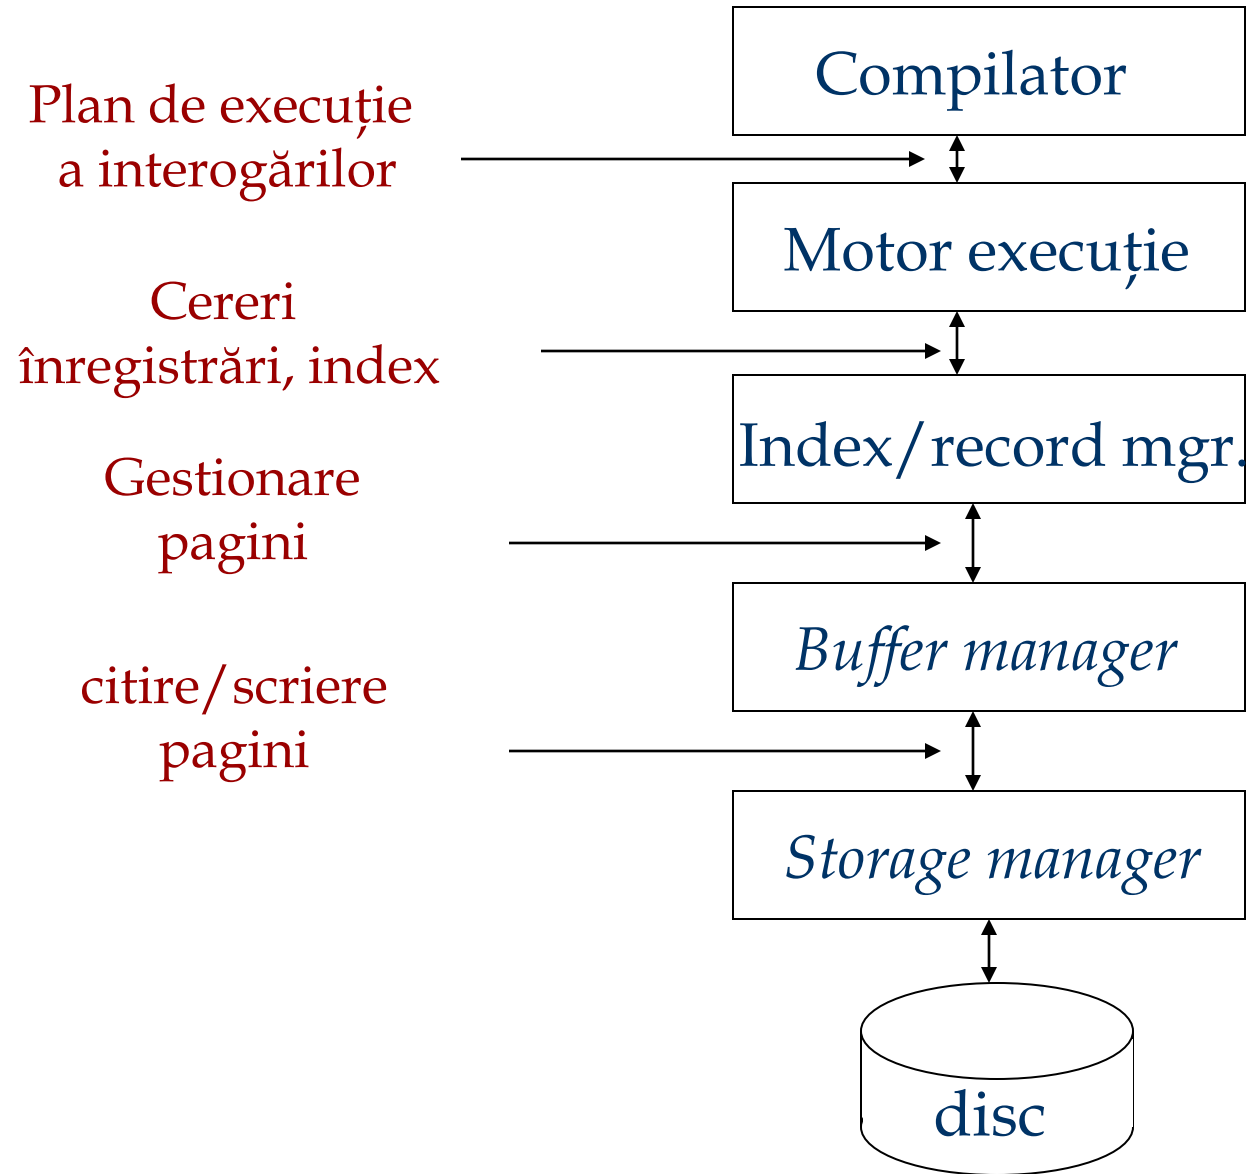 Compilator
Plan de execuție
a interogărilor
Motor execuție
Cereri
înregistrări, index
Index/record mgr.
Gestionare
pagini
Buffer manager
citire/scriere
pagini
Storage manager
disc